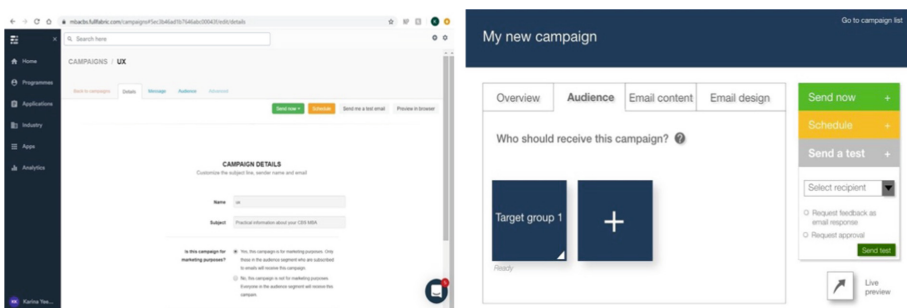 mbacbs.fullfabric.com/campaigns#5ec3b46ad1b7646abc000435/edit/details
Search here
Home
Programmes
Applications
Industry
Apps
Analytics
Karina Yea...
CAMPAIGNS / UX
Back to campaigns
Details
Message
Audience
Advanced
Send now
Schedule
Send me a test email
Preview in browser
CAMPAIGN DETAILS
Customize the subject line, sender name and email
Name
ux
Subject
Practical information about your CBS MBA
Is this campaign for
marketing purposes?
Yes, this campaign is for marketing purposes. Only
those in the audience segment who are subscribed
to emails will receive this campaign.
No, this campaign is not for marketing purposes.
Everyone in the audience segment will receive this
campaign.
Go to campaign list
My new campaign
Overview
Audience
Email content
Email design
Who should receive this campaign? ?
Target group 1
+
Ready
Send now +
Schedule +
Send a test +
Select recipient
Request feedback as
email response
Request approval
Send test
Live
preview